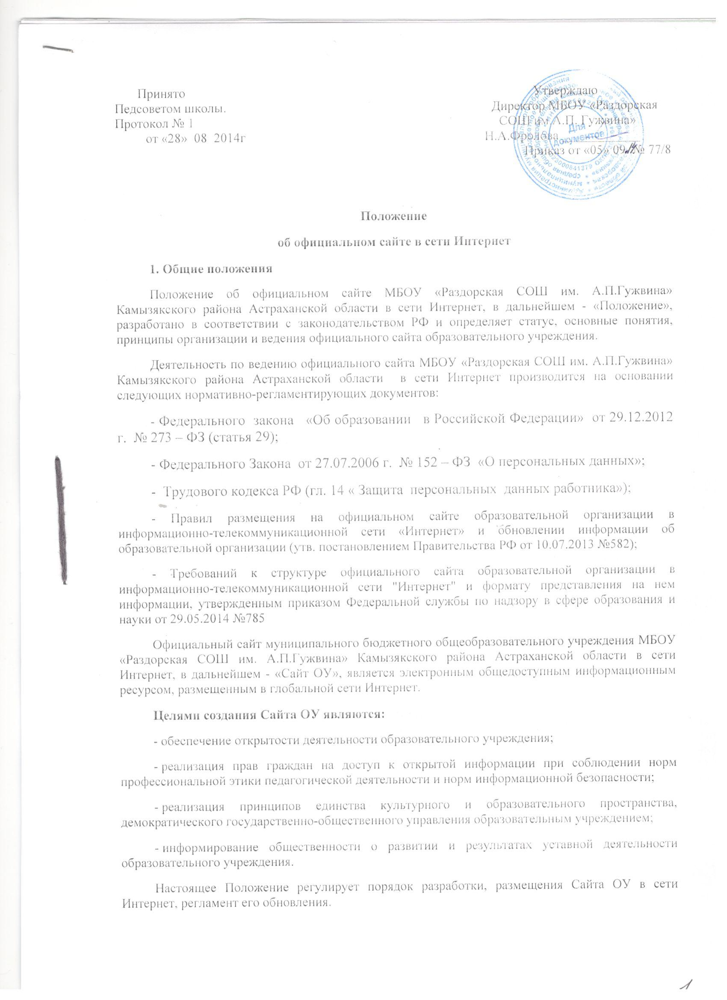 Принято
Педсоветом школы.
Протокол № 1
от «28» 08 2014г
Утверждаю
Директор МБОУ «Раздорская
СОШ им.А.П. Гужвина»
Н.А.Фролова
Приказ от «05» 09.14 № 77/8
Для
документов
Положение
об официальном сайте в сети Интернет
1. Общие положения
Положение об официальном сайте МБОУ «Раздорская СОШ им. А.П.Гужвина»
Камызякского района Астраханской области в сети Интернет, в дальнейшем - «Положение»,
разработано в соответствии с законодательством РФ и определяет статус, основные понятия,
принципы организации и ведения официального сайта образовательного учреждения.
Деятельность по ведению официального сайта МБОУ «Раздорская СОШ им. А.П.Гужвина»
Камызякского района Астраханской области в сети Интернет производится на основании
следующих нормативно-регламентирующих документов:
- Федерального закона «Об образовании в Российской Федерации» от 29.12.2012
г. № 273 – ФЗ (статья 29);
- Федерального Закона от 27.07.2006 г. № 152 – ФЗ «О персональных данных»;
- Трудового кодекса РФ (гл. 14 « Защита персональных данных работника»);
- Правил размещения на официальном сайте образовательной организации в
информационно-телекоммуникационной сети «Интернет» и обновлении информации об
образовательной организации (утв. постановлением Правительства РФ от 10.07.2013 №582);
- Требований к структуре официального сайта образовательной организации в
информационно-телекоммуникационной сети "Интернет" и формату представления на нем
информации, утвержденным приказом Федеральной службы по надзору в сфере образования и
науки от 29.05.2014 №785
Официальный сайт муниципального бюджетного общеобразовательного учреждения МБОУ
«Раздорская СОШ им. А.П.Гужвина» Камызякского района Астраханской области в сети
Интернет, в дальнейшем - «Сайт ОУ», является электронным общедоступным информационным
ресурсом, размещенным в глобальной сети Интернет.
Целями создания Сайта ОУ являются:
- обеспечение открытости деятельности образовательного учреждения;
- реализация прав граждан на доступ к открытой информации при соблюдении норм
профессиональной этики педагогической деятельности и норм информационной безопасности;
- реализация принципов единства культурного и образовательного пространства,
демократического государственно-общественного управления образовательным учреждением;
- информирование общественности о развитии и результатах уставной деятельности
образовательного учреждения.
Настоящее Положение регулирует порядок разработки, размещения Сайта ОУ в сети
Интернет, регламент его обновления.
1